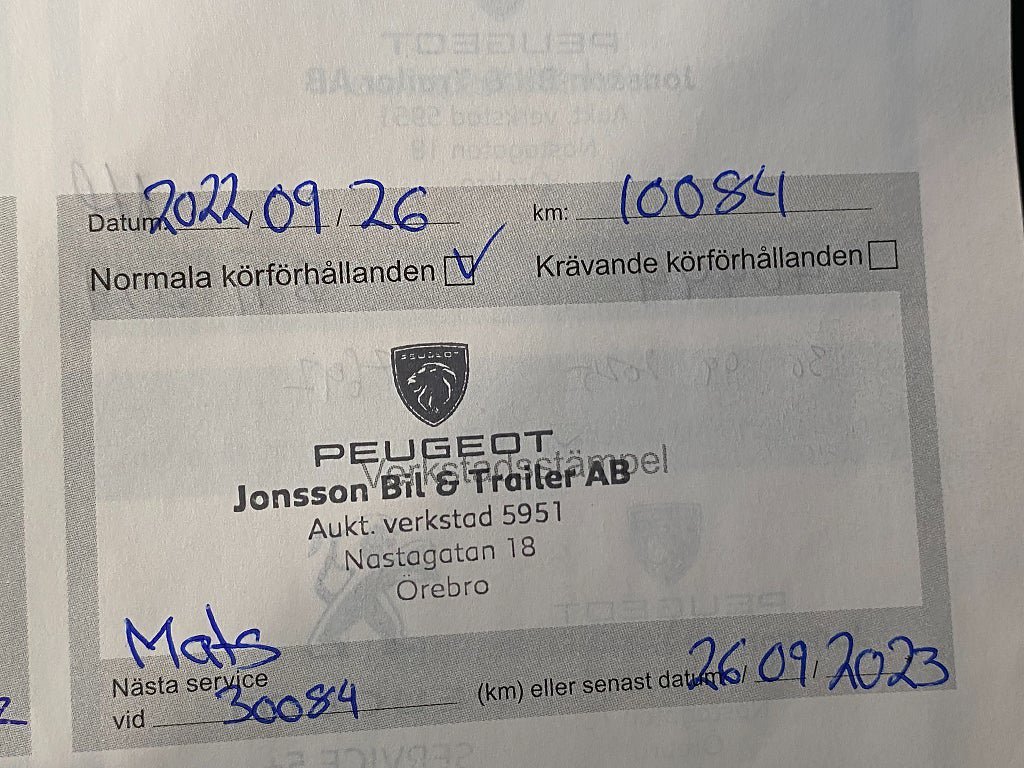 Datum: 2022/09/26 km: 10084
Normala körförhållanden Krävande körförhållanden
PEUGEOT
PEUGEOT
Verkstadsstämpel
Jonsson Bil & Trailer AB
Aukt. verkstad 5951
Nastagatan 18
Örebro
Mats
Nästa service
vid 30084 (km) eller senast datum 26/09/2023